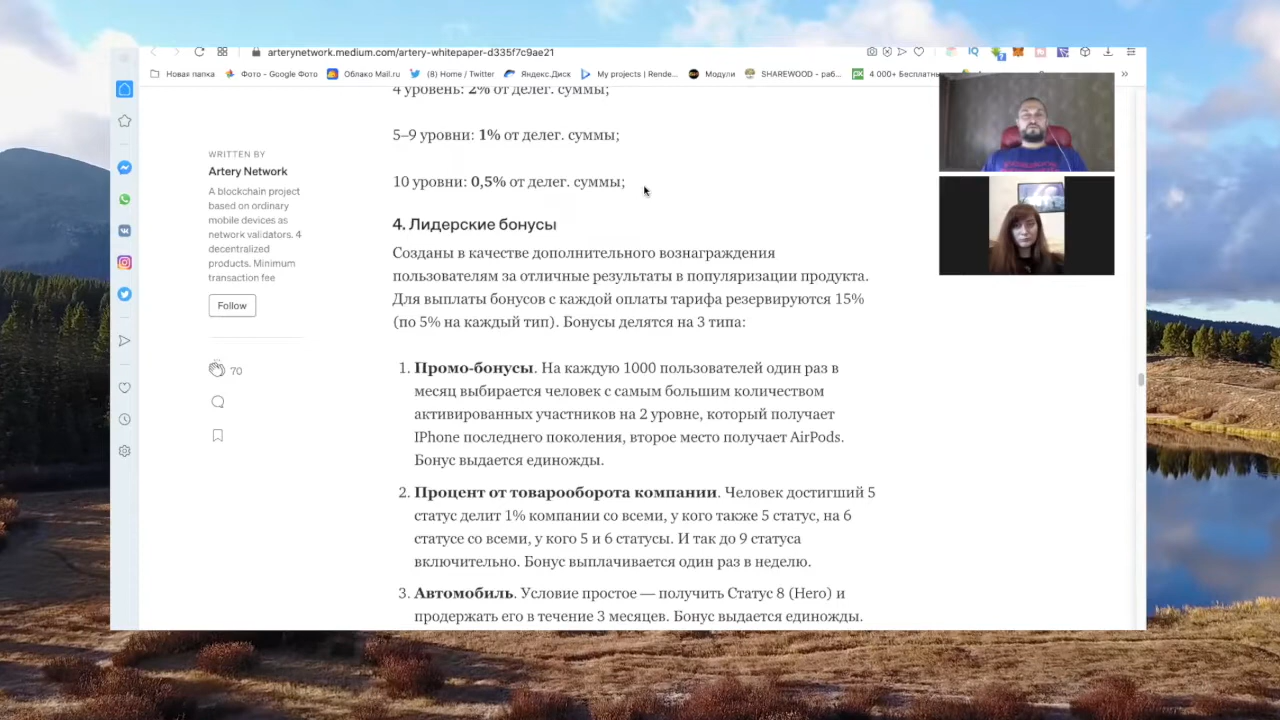 arterynetwork.medium.com/artery-whitepaper-d335f7c9ae21
Новая папка
Фото - Google Фото
Облако Mail.ru
(8) Home / Twitter
Яндекс.Диск
My projects | Rende...
Модули
SHAREWOOD - раб...
4 000+ Бесплатны
4 уровень: 2% от делег. суммы;
5–9 уровни: 1% от делег. суммы;
10 уровни: 0,5% от делег. суммы;
WRITTEN BY
Artery Network
A blockchain project
based on ordinary
mobile devices as
network validators. 4
decentralized
products. Minimum
transaction fee
Follow
70
4. Лидерские бонусы
Созданы в качестве дополнительного вознаграждения
пользователям за отличные результаты в популяризации продукта.
Для выплаты бонусов с каждой оплаты тарифа резервируются 15%
(по 5% на каждый тип). Бонусы делятся на 3 типа:
1. Промо-бонусы. На каждую 1000 пользователей один раз в
месяц выбирается человек с самым большим количеством
активированных участников на 2 уровне, который получает
IPhone последнего поколения, второе место получает AirPods.
Бонус выдается единожды.
2. Процент от товарооборота компании. Человек достигший 5
статус делит 1% компании со всеми, у кого также 5 статус, на 6
статусе со всеми, у кого 5 и 6 статусы. И так до 9 статуса
включительно. Бонус выплачивается один раз в неделю.
3. Автомобиль. Условие простое — получить Статус 8 (Hero) и
продержать его в течение 3 месяцев. Бонус выдается единожды.